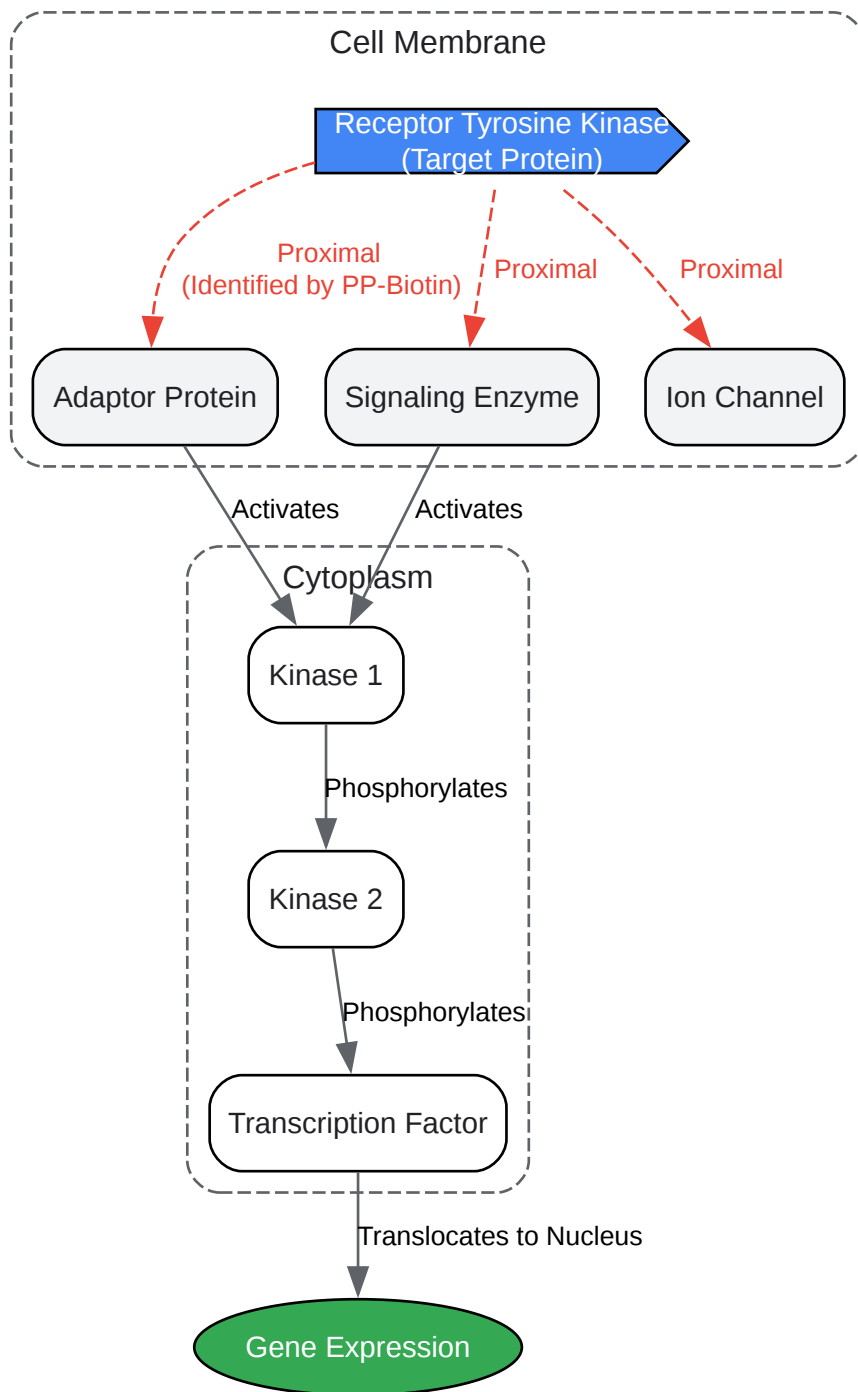 Cell Membrane
Receptor Tyrosine Kinase
(Target Protein)
Proximal
(Identified by PP-Biotin)
Proximal
Proximal
Adaptor Protein
Signaling Enzyme
Ion Channel
Activates
Activates
Cytoplasm
Kinase 1
Phosphorylates
Kinase 2
Phosphorylates
Transcription Factor
Translocates to Nucleus
Gene Expression